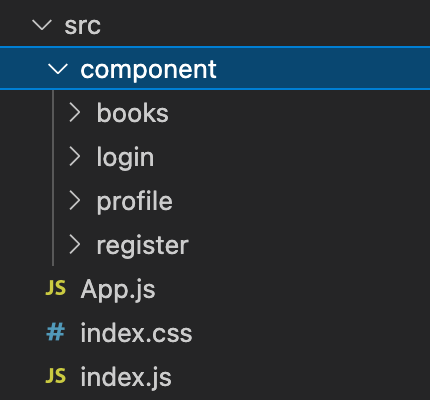 src
component
books
login
profile
register
JS App.js
# index.css
JS index.js